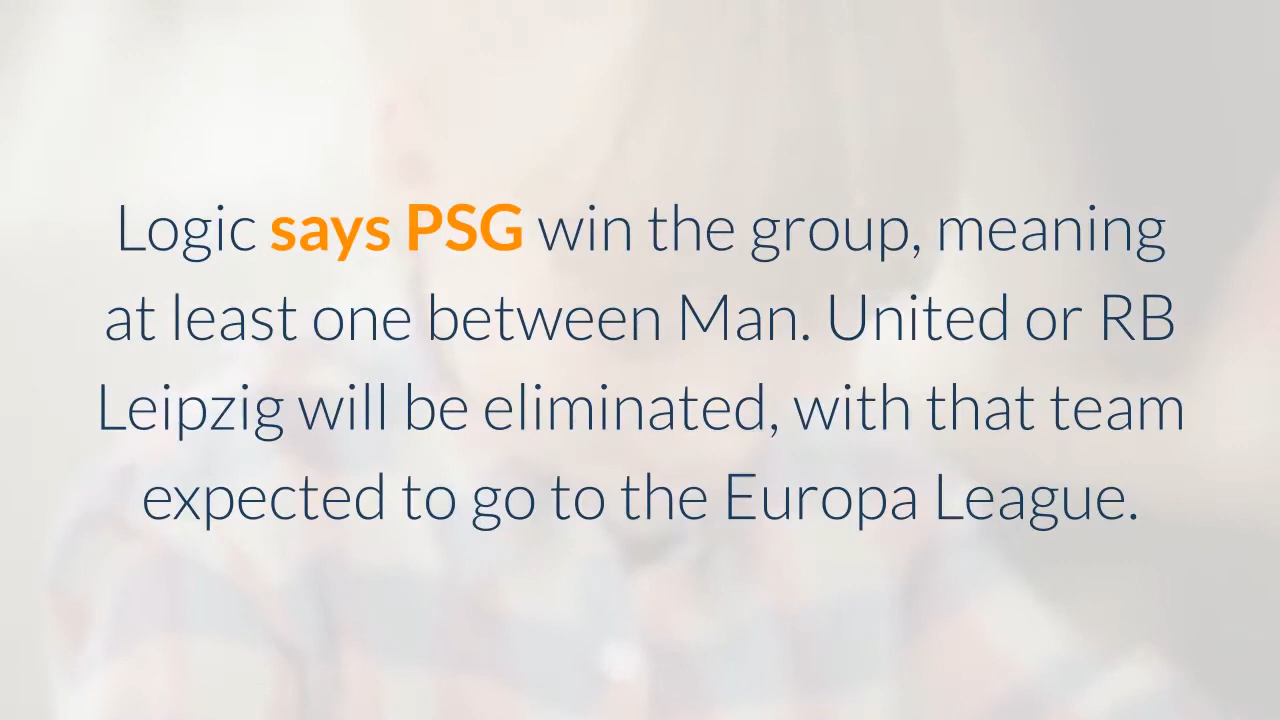 Logic says PSG win the group, meaning
at least one between Man. United or RB
Leipzig will be eliminated, with that team
expected to go to the Europa League.